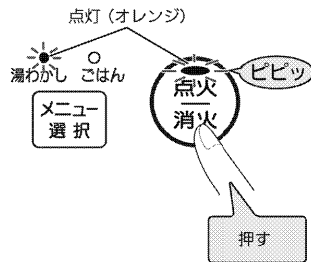 点灯（オレンジ）
湯わかし ごはん
メニュー
選択
点火
消火
ピピッ
押す